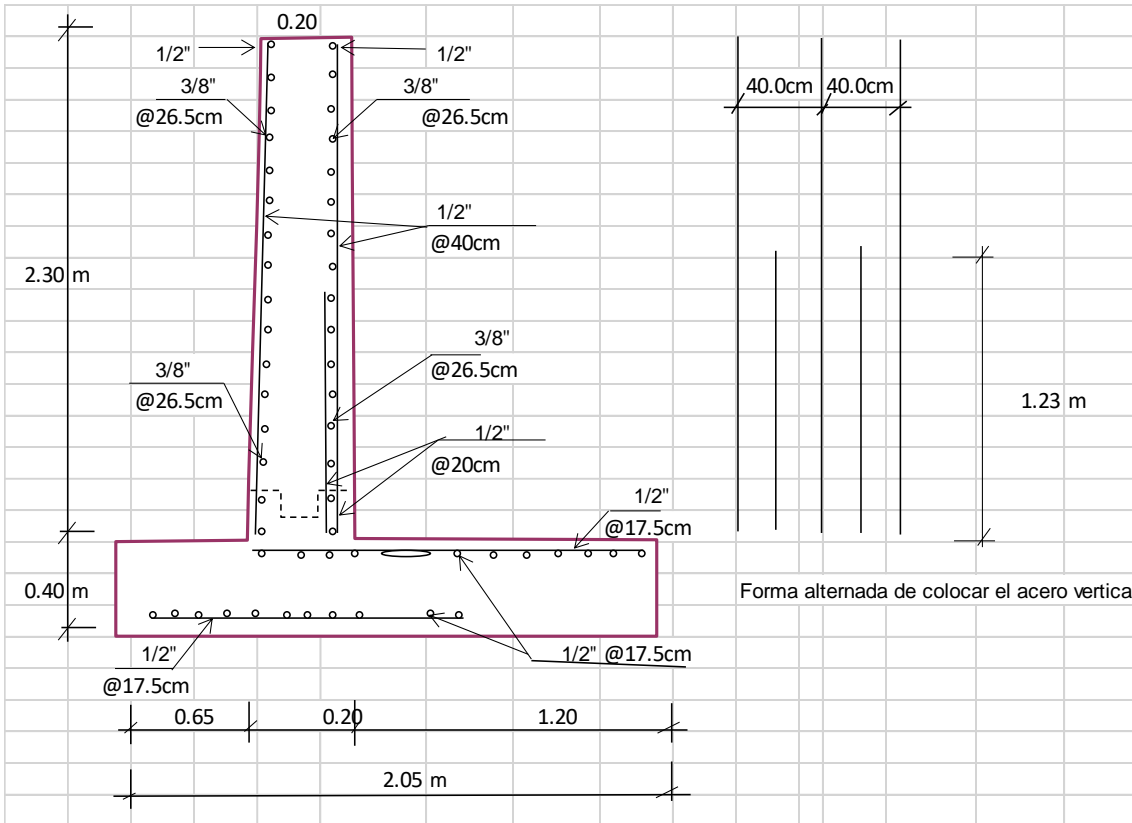 0.20
1/2"
1/2"
3/8"
@26.5cm
3/8"
@26.5cm
40.0cm
40.0cm
1/2"
@40cm
2.30 m
3/8"
@26.5cm
3/8"
@26.5cm
1.23 m
1/2"
@20cm
1/2"
@17.5cm
0.40 m
Forma alternada de colocar el acero vertica
1/2"
@17.5cm
1/2" @17.5cm
0.65
0.20
1.20
2.05 m